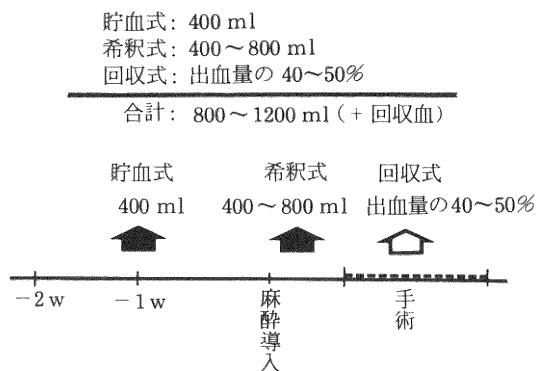 貯血式: 400 ml
希釈式: 400～800 ml
回収式: 出血量の 40～50%
合計: 800～1200 ml (+ 回収血)
貯血式 希釈式 回収式
400 ml 400～800 ml 出血量の40～50%
-2w -1w 麻酔導入 手術